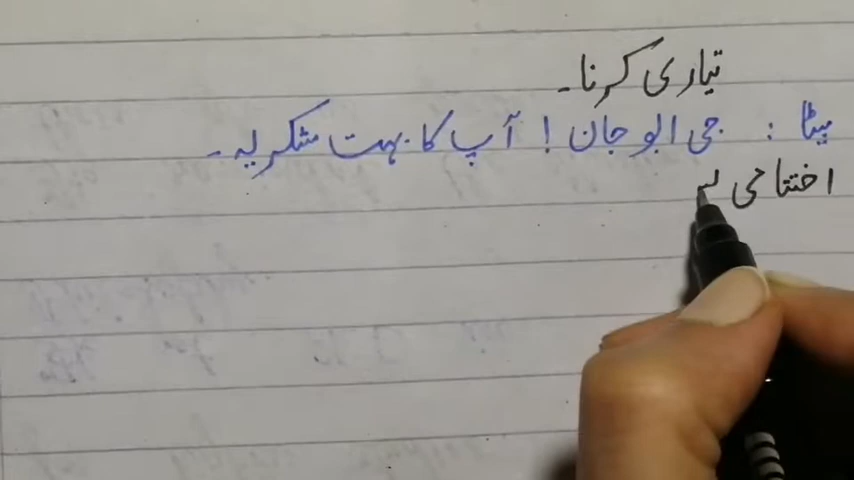 تیاری کرنا۔
بیٹا : جی ابو جان ! آپ کا بہت شکریہ۔
اختتامی